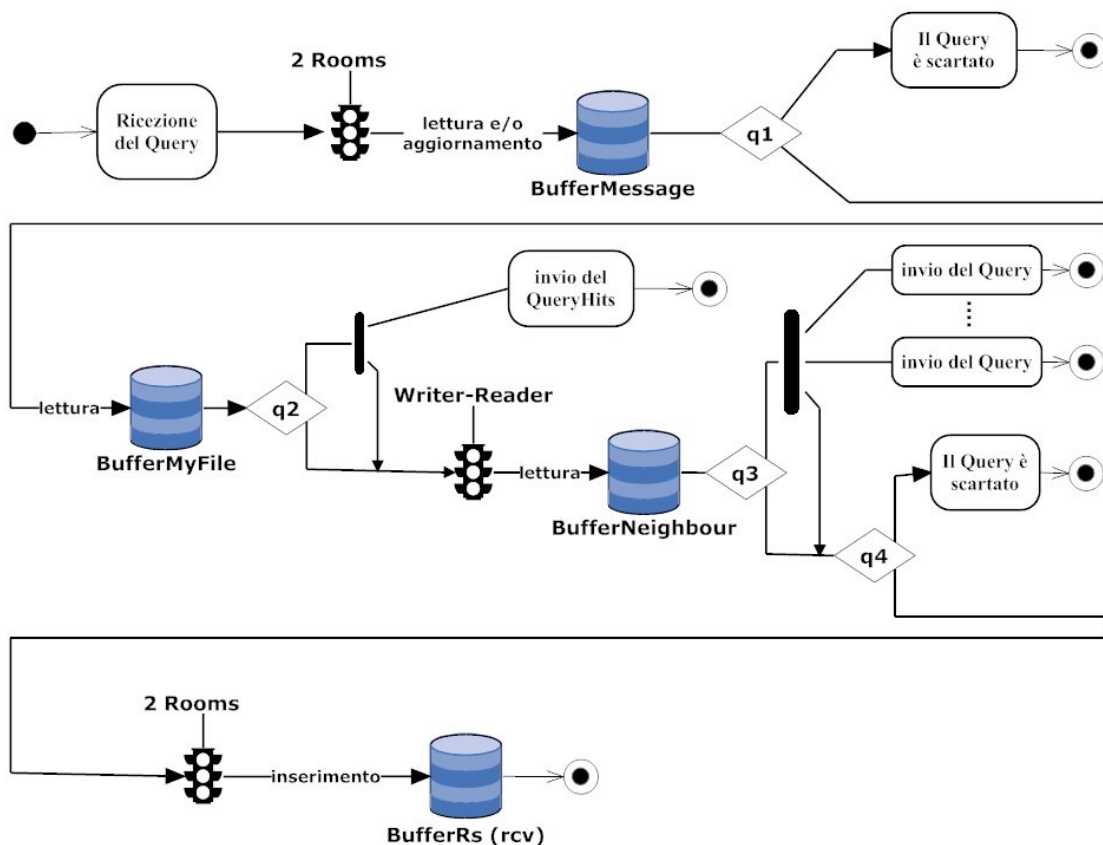 2 Rooms
Il Query
è scartato
Ricezione
del Query
lettura e/o
aggiornamento
q1
BufferMessage
invio del
QueryHits
invio del Query
invio del Query
lettura
q2
Writer-Reader
BufferMyFile
lettura
q3
Il Query è
scartato
BufferNeighbour
q4
2 Rooms
inserimento
BufferRs (rcv)